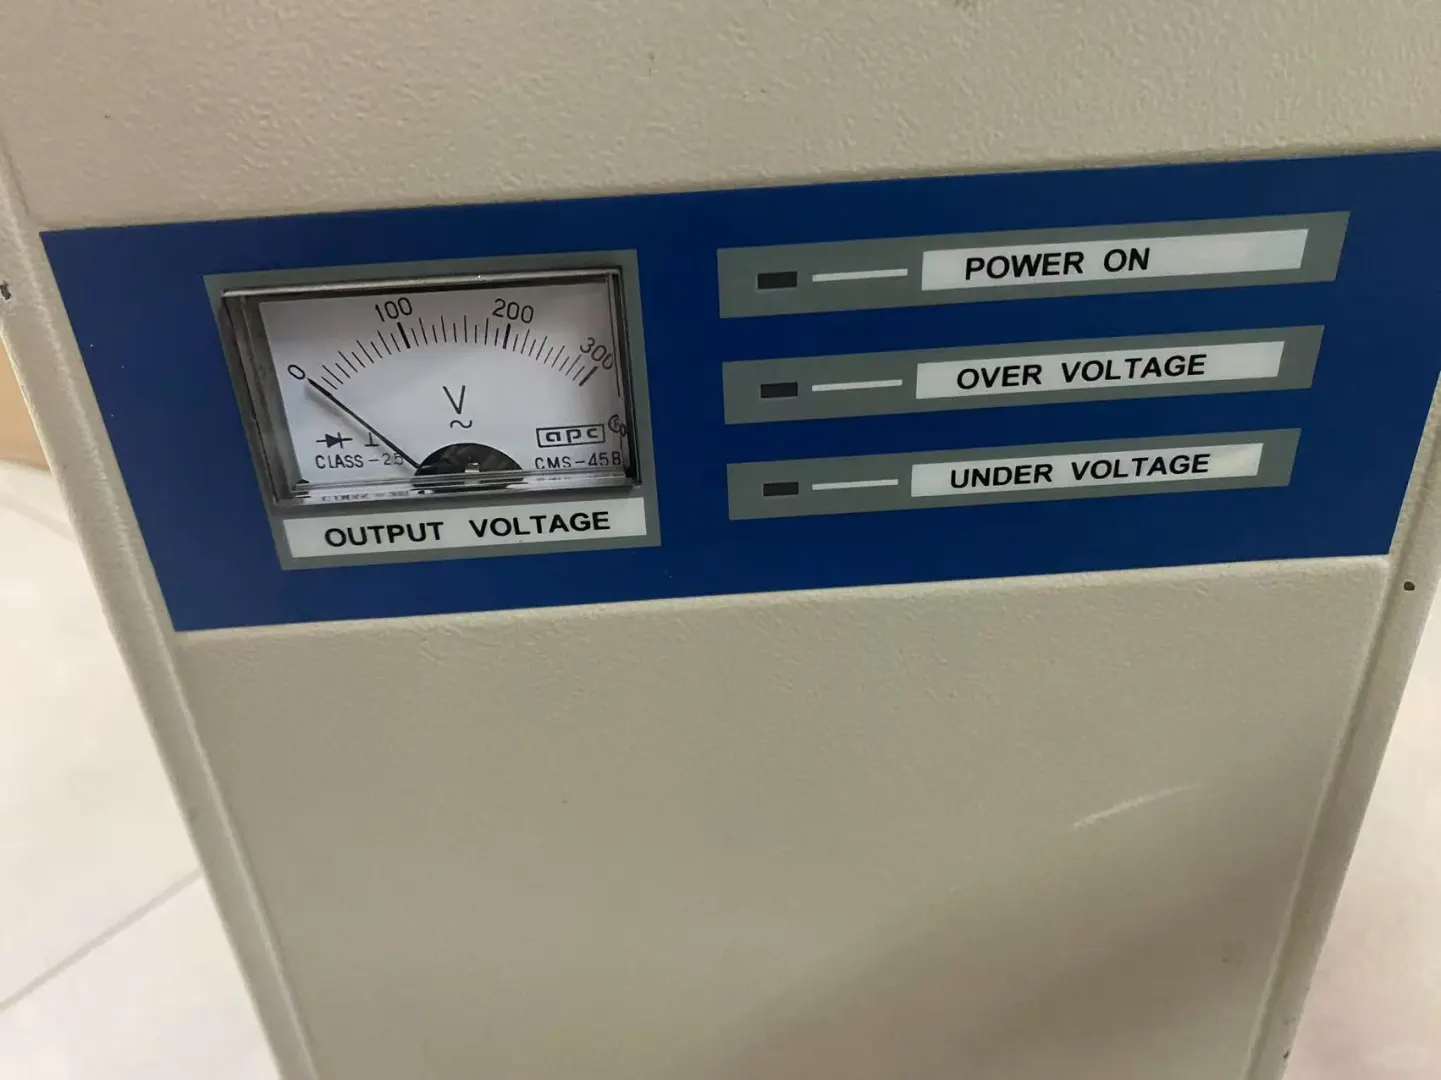 0 100 200 300
V
~
apc
CLASS-2.5
CMS-45B
OUTPUT VOLTAGE
POWER ON
OVER VOLTAGE
UNDER VOLTAGE